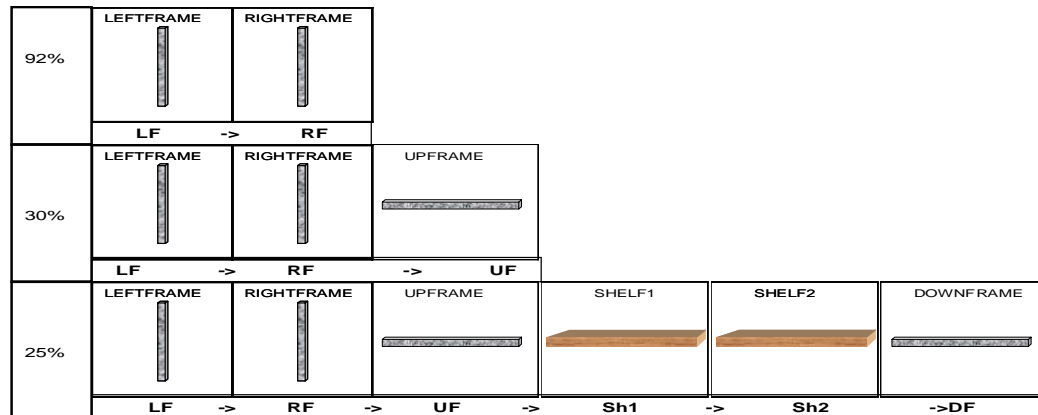 LEFTFRAME RIGHTFRAME
92%
LF -> RF
LEFTFRAME RIGHTFRAME UPFRAME
30%
LF -> RF -> UF
LEFTFRAME RIGHTFRAME UPFRAME SHELF1 SHELF2 DOWNFRAME
25%
LF -> RF -> UF -> Sh1 -> Sh2 ->DF